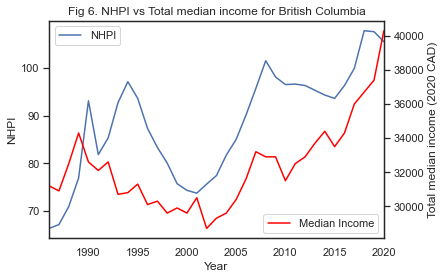 Fig 6. NHPI vs Total median income for British Columbia
NHPI
100
90
80
70
NHPI
40000
38000
36000
34000
32000
30000
Total median income (2020 CAD)
Median Income
1990
1995
2000
2005
2010
2015
2020
Year